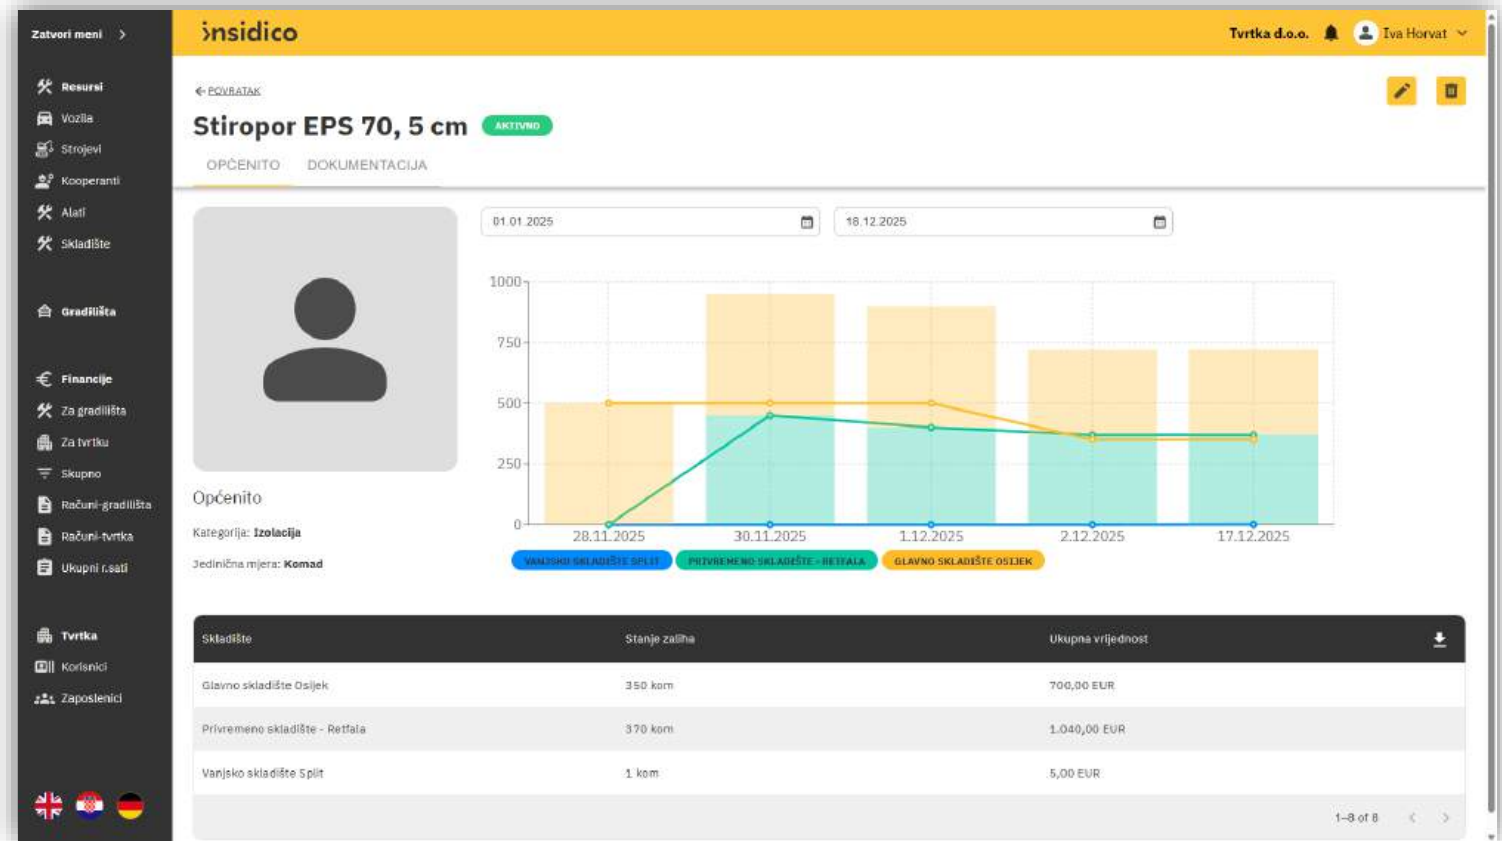 Zatvori meni >
insidico
Tvrtka d.o.o.
Iva Horvat
Resursi
Vozila
Strojevi
Kooperanti
Alati
Skladište
Gradilišta
Financije
Za gradilišta
Za tvrtku
Skupno
Računi-gradilišta
Računi-tvrtka
Ukupni r.sati
Tvrtka
Korisnici
Zaposlenici
POVRATAK
Stiropor EPS 70, 5 cm
AKTIVNO
OPĆENITO DOKUMENTACIJA
01.01.2025
18.12.2025
1000
750
500
250
0
28.11.2025 30.11.2025 1.12.2025 2.12.2025 17.12.2025
VANJSKO SKLADIŠTE SPLIT PRIVREMENO SKLADIŠTE - RETFALA GLAVNO SKLADIŠTE OSIJEK
Općenito
Kategorija: Izolacija
Jedinična mjera: Komad
Skladište Stanje zaliha Ukupna vrijednost
Glavno skladište Osijek 350 kom 700,00 EUR
Privremeno skladište - Retfala 370 kom 1.040,00 EUR
Vanjsko skladište Split 1 kom 5,00 EUR
1–8 of 8 < >